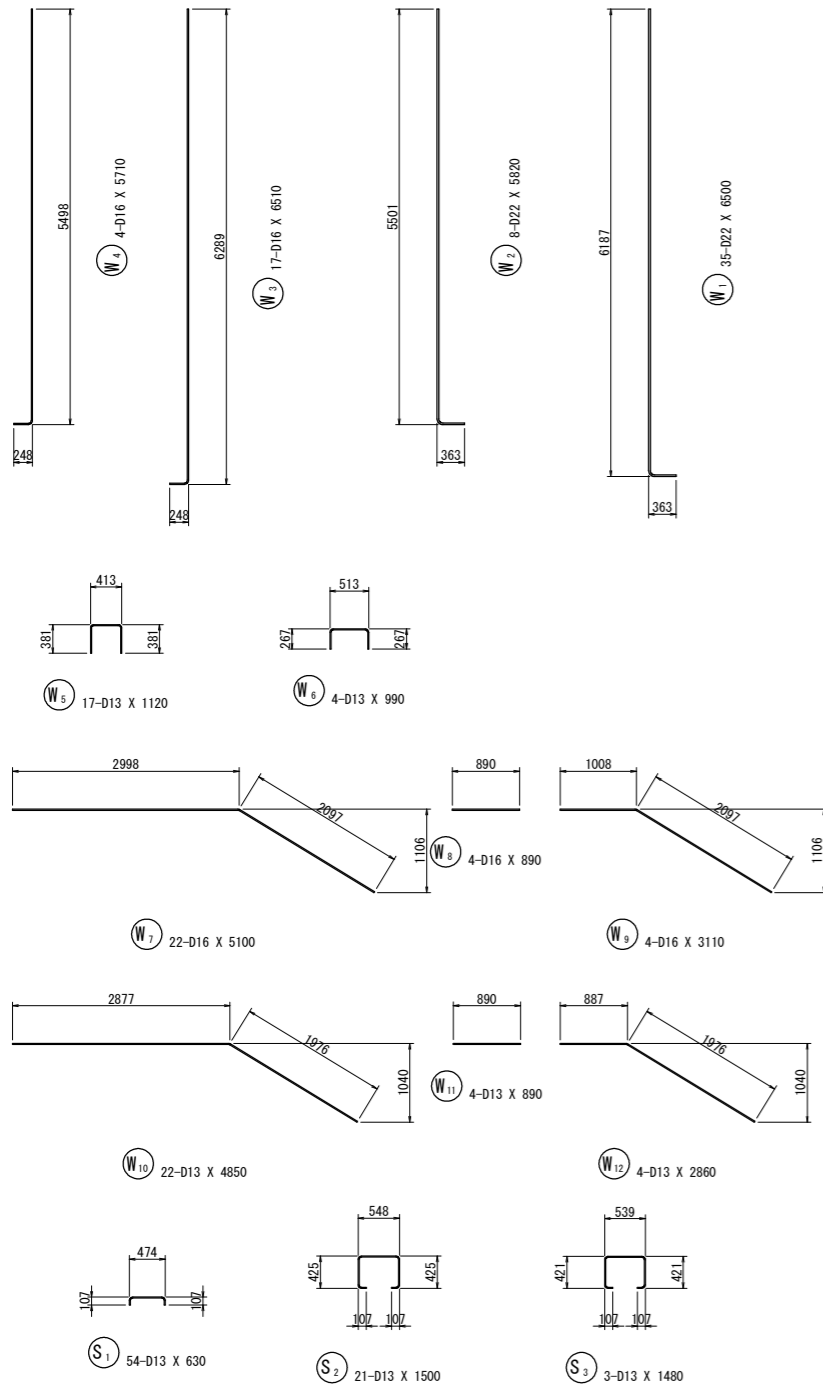 5498
248
W4 4-D16 X 5710
6289
248
W3 17-D16 X 6510
5501
363
W2 8-D22 X 5820
6187
363
W1 35-D22 X 6500
413
381
381
W5 17-D13 X 1120
513
267
267
W6 4-D13 X 990
2998
2097
1106
W7 22-D16 X 5100
890
W8 4-D16 X 890
1008
2097
1106
W9 4-D16 X 3110
2877
1976
1040
W10 22-D13 X 4850
890
W11 4-D13 X 890
887
1976
1040
W12 4-D13 X 2860
474
107
107
S1 54-D13 X 630
548
425
425
107
107
S2 21-D13 X 1500
539
421
421
107
107
S3 3-D13 X 1480